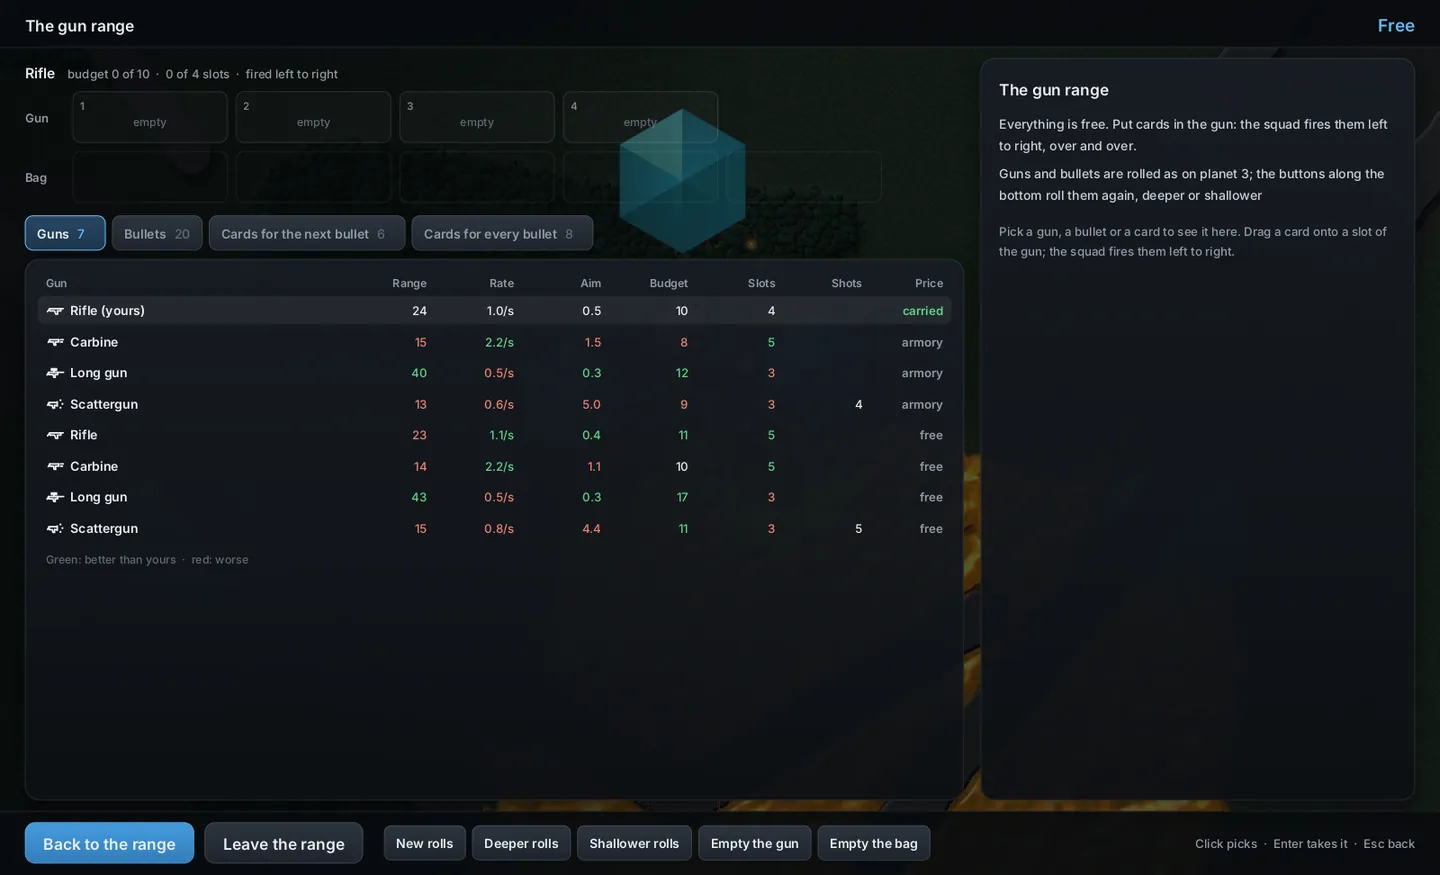 The gun range
Free
Rifle budget 0 of 10 · 0 of 4 slots · fired left to right
Gun
1 empty
2 empty
3 empty
4 empty
Bag
Guns 7
Bullets 20
Cards for the next bullet 6
Cards for every bullet 8
Gun Range Rate Aim Budget Slots Shots Price
Rifle (yours) 24 1.0/s 0.5 10 4 carried
Carbine 15 2.2/s 1.5 8 5 armory
Long gun 40 0.5/s 0.3 12 3 armory
Scattergun 13 0.6/s 5.0 9 3 4 armory
Rifle 23 1.1/s 0.4 11 5 free
Carbine 14 2.2/s 1.1 10 5 free
Long gun 43 0.5/s 0.3 17 3 free
Scattergun 15 0.8/s 4.4 11 3 5 free
Green: better than yours · red: worse
The gun range
Everything is free. Put cards in the gun: the squad fires them left
to right, over and over.
Guns and bullets are rolled as on planet 3; the buttons along the
bottom roll them again, deeper or shallower
Pick a gun, a bullet or a card to see it here. Drag a card onto a slot of
the gun; the squad fires them left to right.
Back to the range
Leave the range
New rolls
Deeper rolls
Shallower rolls
Empty the gun
Empty the bag
Click picks · Enter takes it · Esc back